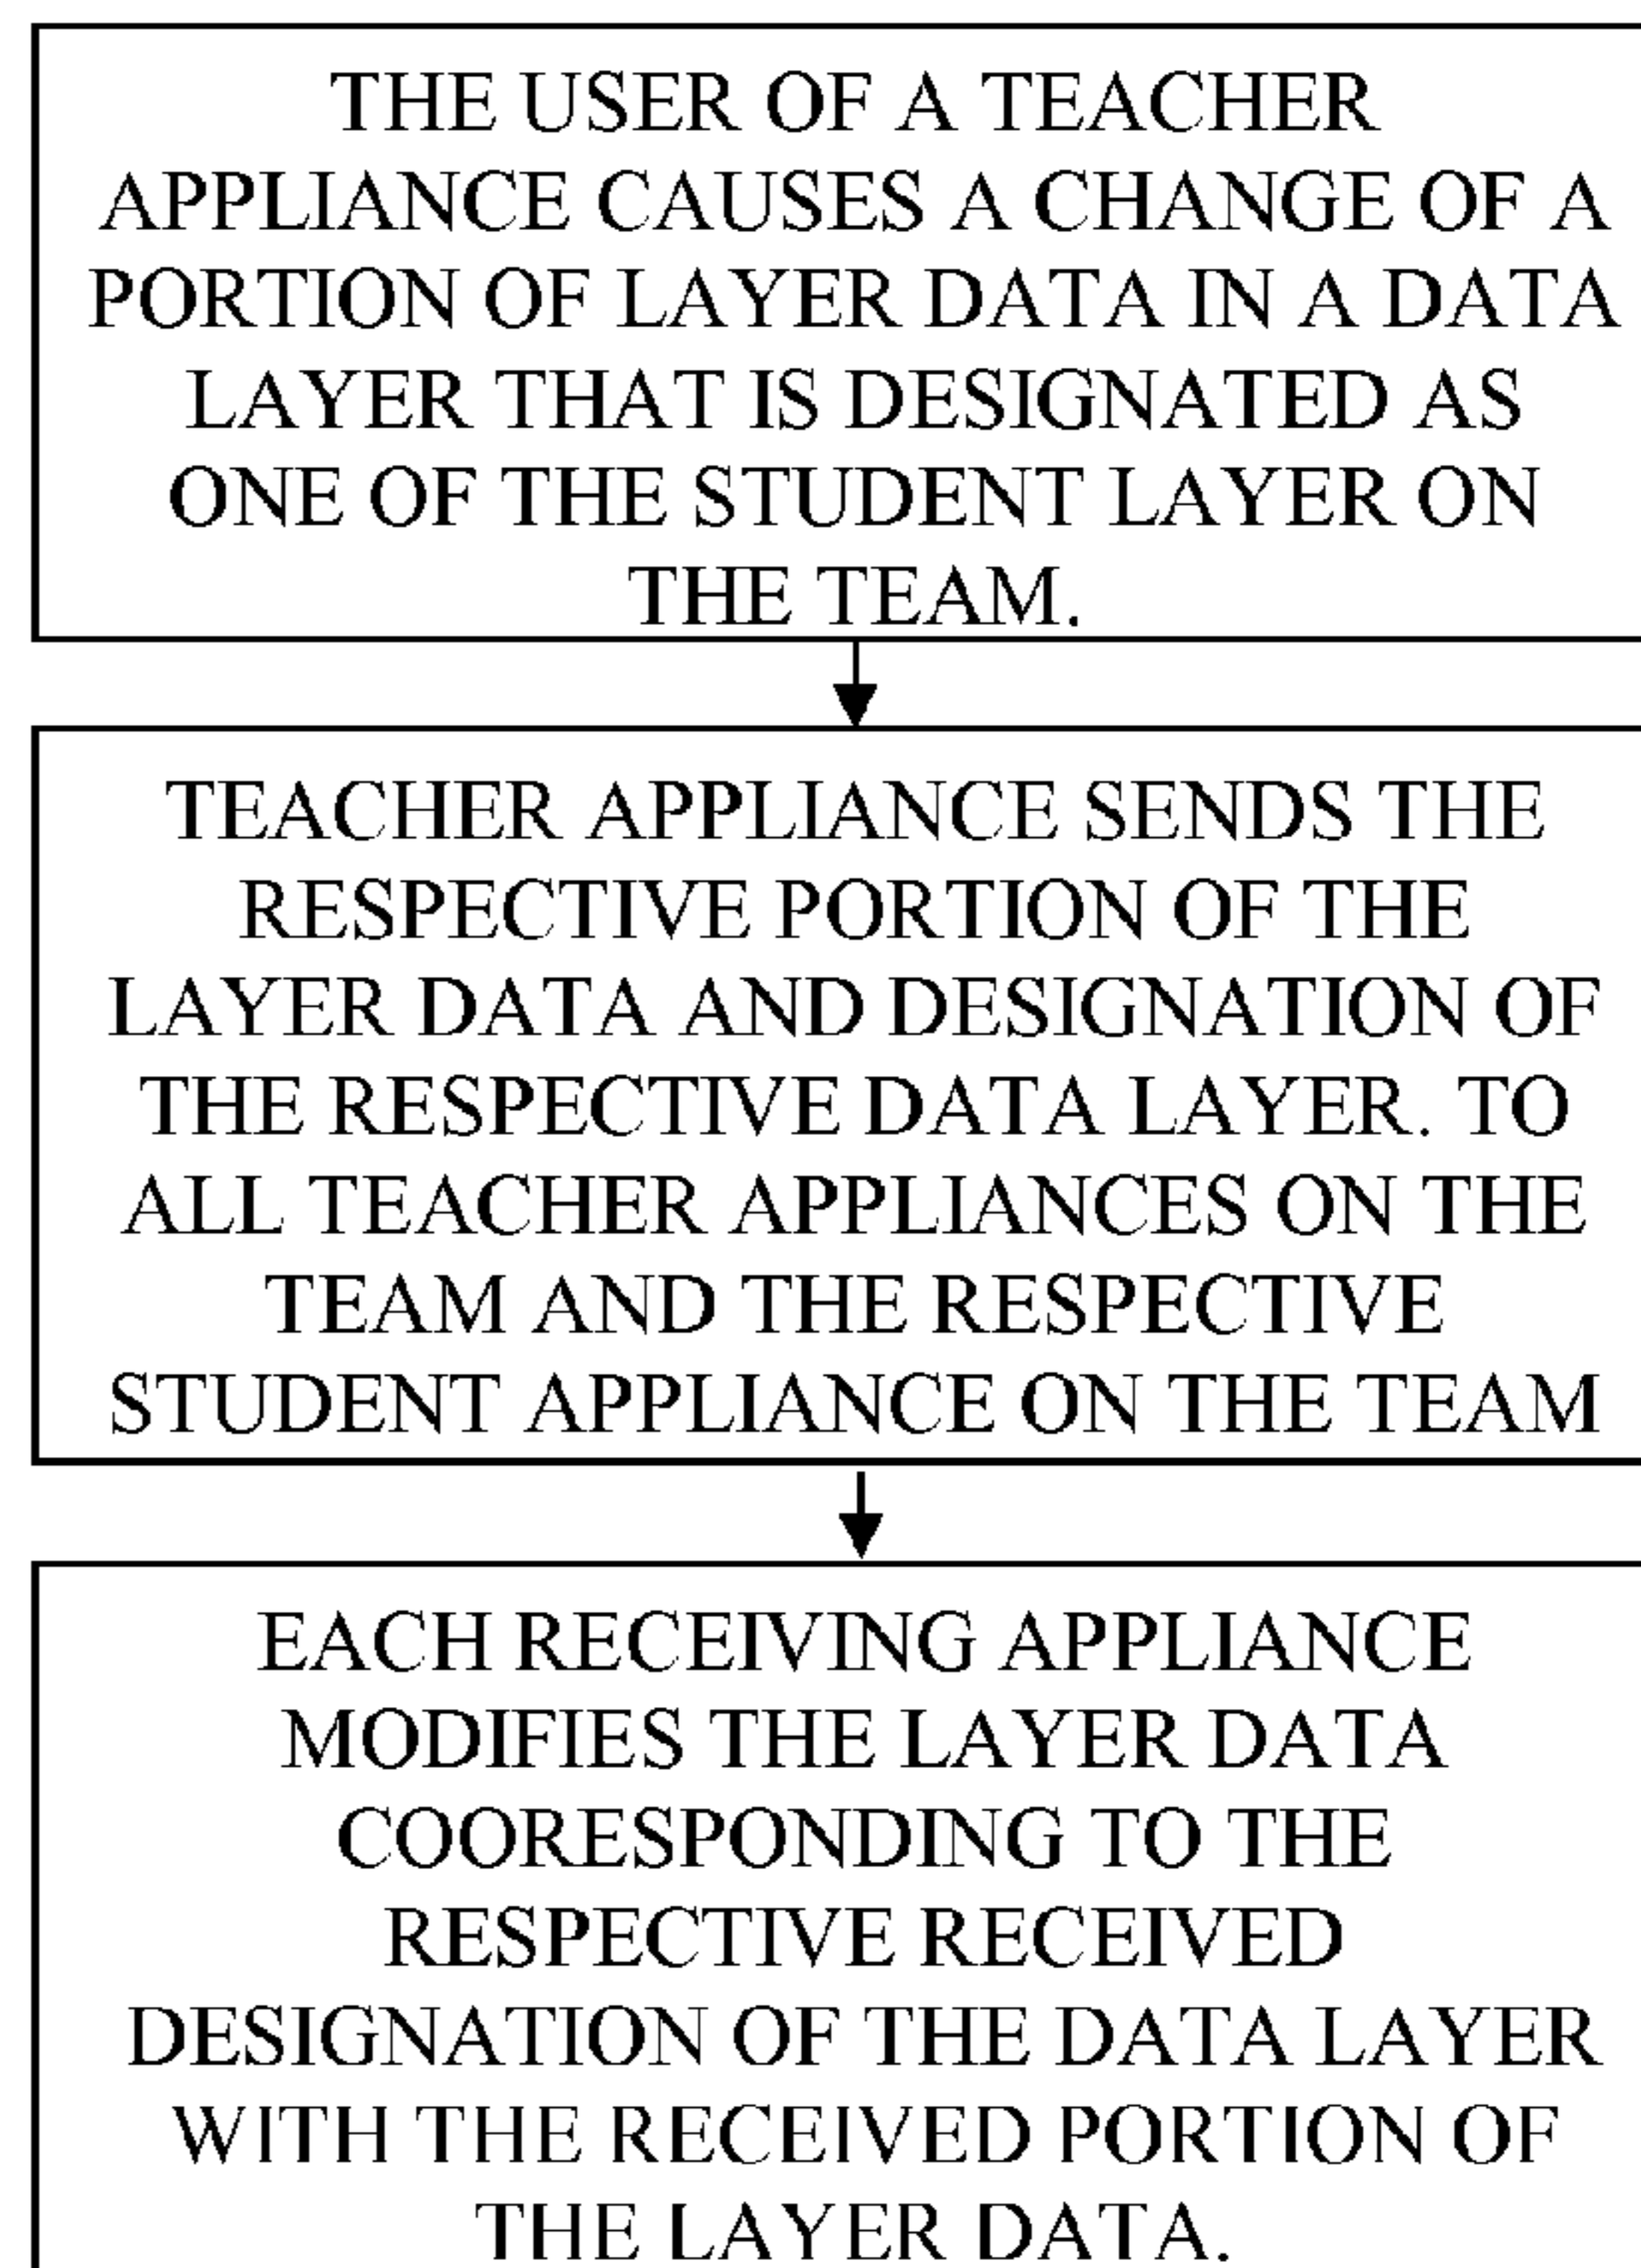 THE USER OF A TEACHER
APPLIANCE CAUSES A CHANGE OF A
PORTION OF LAYER DATA IN A DATA
LAYER THAT IS DESIGNATED AS
ONE OF THE STUDENT LAYER ON
THE TEAM.
TEACHER APPLIANCE SENDS THE
RESPECTIVE PORTION OF THE
LAYER DATA AND DESIGNATION OF
THE RESPECTIVE DATA LAYER. TO
ALL TEACHER APPLIANCES ON THE
TEAM AND THE RESPECTIVE
STUDENT APPLIANCE ON THE TEAM
EACH RECEIVING APPLIANCE
MODIFIES THE LAYER DATA
COORESPONDING TO THE
RESPECTIVE RECEIVED
DESIGNATION OF THE DATA LAYER
WITH THE RECEIVED PORTION OF
THE LAYER DATA.